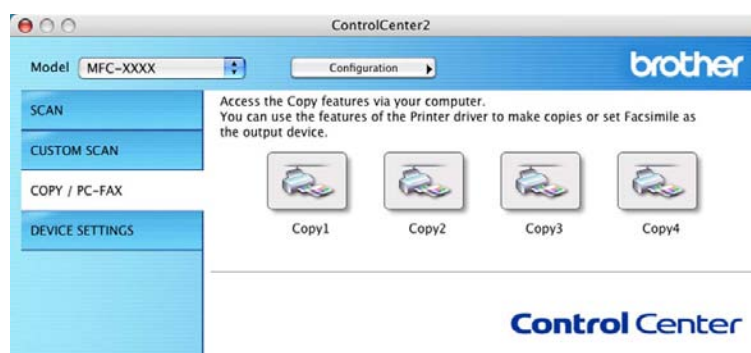 ControlCenter2
Model MFC-XXXX Configuration brother
SCAN
CUSTOM SCAN
COPY / PC-FAX
DEVICE SETTINGS
Access the Copy features via your computer.
You can use the features of the Printer driver to make copies or set Facsimile as
the output device.
Copy1 Copy2 Copy3 Copy4
Control Center